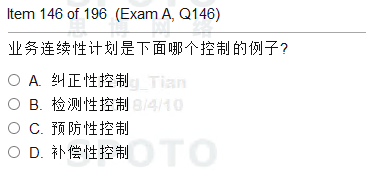 Item 146 of 196 (Exam A, Q146)
业务连续性计划是下面哪个控制的例子?
A. 纠正性控制
B. 检测性控制
C. 预防性控制
D. 补偿性控制
SPOTO